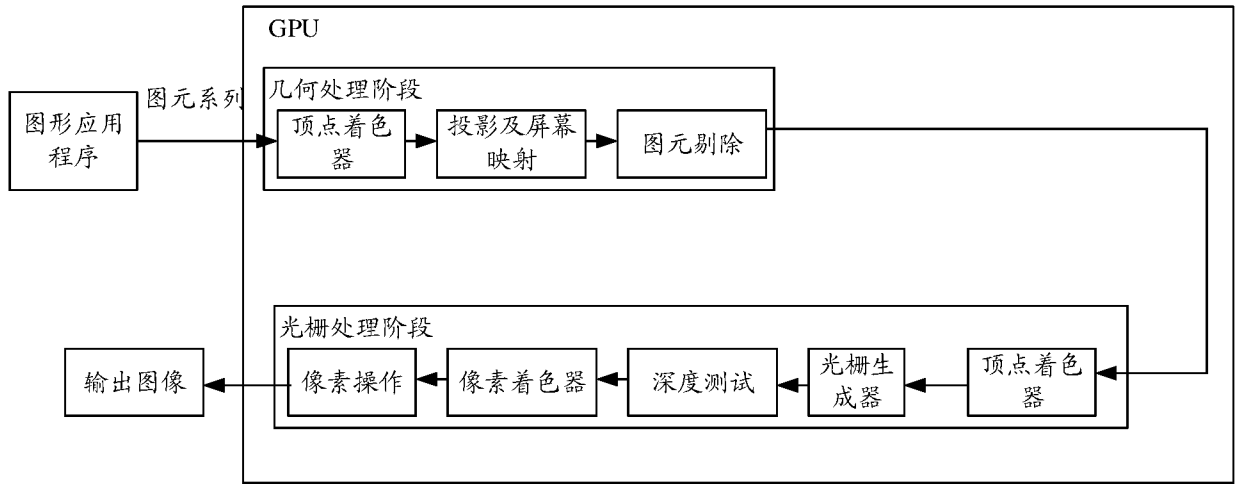 GPU
几何处理阶段
图元系列
图形应用
程序
顶点着色
器
投影及屏幕
映射
图元剔除
光栅处理阶段
输出图像
像素操作
像素着色器
深度测试
光栅生
成器
顶点着色
器